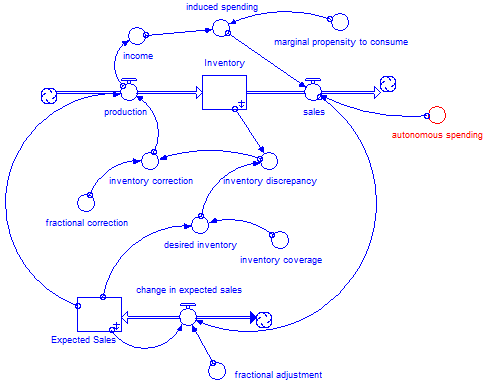 induced spending
marginal propensity to consume
income
Inventory
production
sales
autonomous spending
inventory correction
inventory discrepancy
fractional correction
desired inventory
inventory coverage
change in expected sales
Expected Sales
fractional adjustment